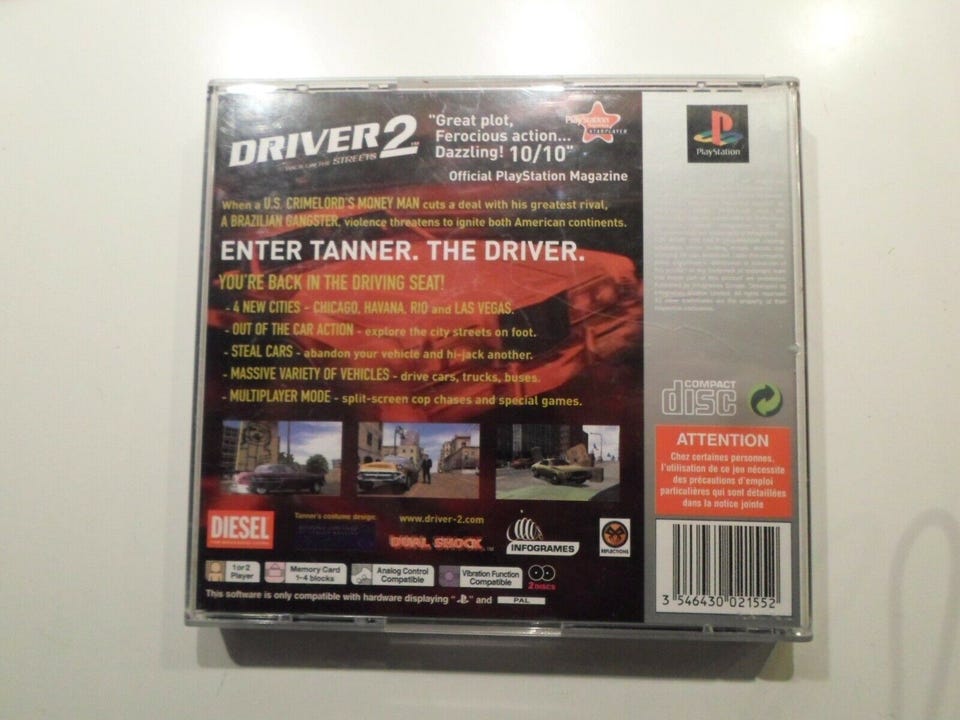 DRIVER 2
BACK ON THE STREETS
"Great plot,
Ferocious action...
Dazzling! 10/10"
Official PlayStation Magazine
PlayStation
STARPLAYER
When a U.S. CRIMELORD'S MONEY MAN cuts a deal with his greatest rival,
A BRAZILIAN GANGSTER, violence threatens to ignite both American continents.
ENTER TANNER. THE DRIVER.
YOU'RE BACK IN THE DRIVING SEAT!
- 4 NEW CITIES - CHICAGO, HAVANA, RIO and LAS VEGAS.
- OUT OF THE CAR ACTION - explore the city streets on foot.
- STEAL CARS - abandon your vehicle and hi-jack another.
- MASSIVE VARIETY OF VEHICLES - drive cars, trucks, buses.
- MULTIPLAYER MODE - split-screen cop chases and special games.
DIESEL
Tanner's costume design:
www.driver-2.com
DUAL SHOCK™
INFOGRAMES
REFLECTIONS
1 or 2
Player
Memory Card
1-4 blocks
Analog Control
Compatible
Vibration Function
Compatible
2 DISCS
This software is only compatible with hardware displaying " " and PAL
PlayStation
COMPACT
disc
ATTENTION
Chez certaines personnes,
l'utilisation de ce jeu nécessite
des précautions d'emploi
particulières qui sont détaillées
dans la notice jointe
3 546430 021552